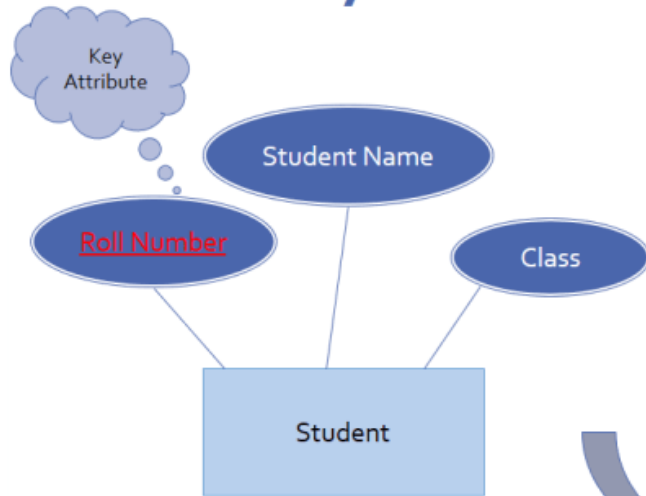 Key
Attribute
Student Name
Roll Number
Class
Student